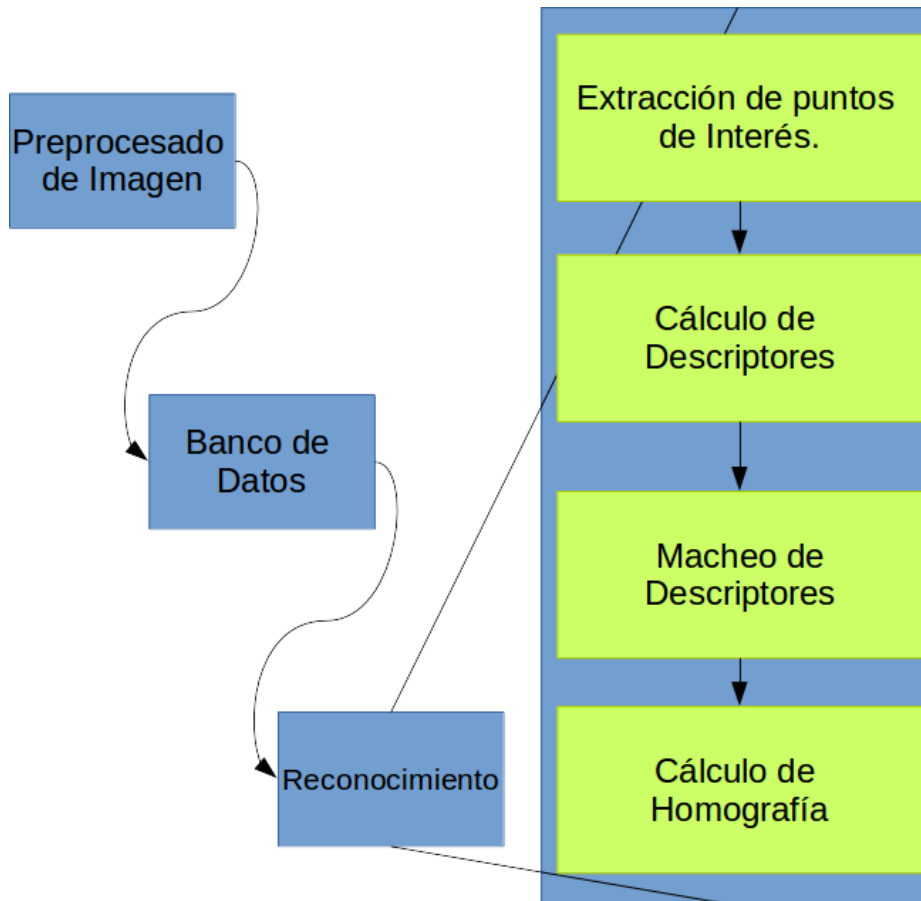 Preprocesado
de Imagen
Banco de
Datos
Reconocimiento
Extracción de puntos
de Interés.
Cálculo de
Descriptores
Macheo de
Descriptores
Cálculo de
Homografía